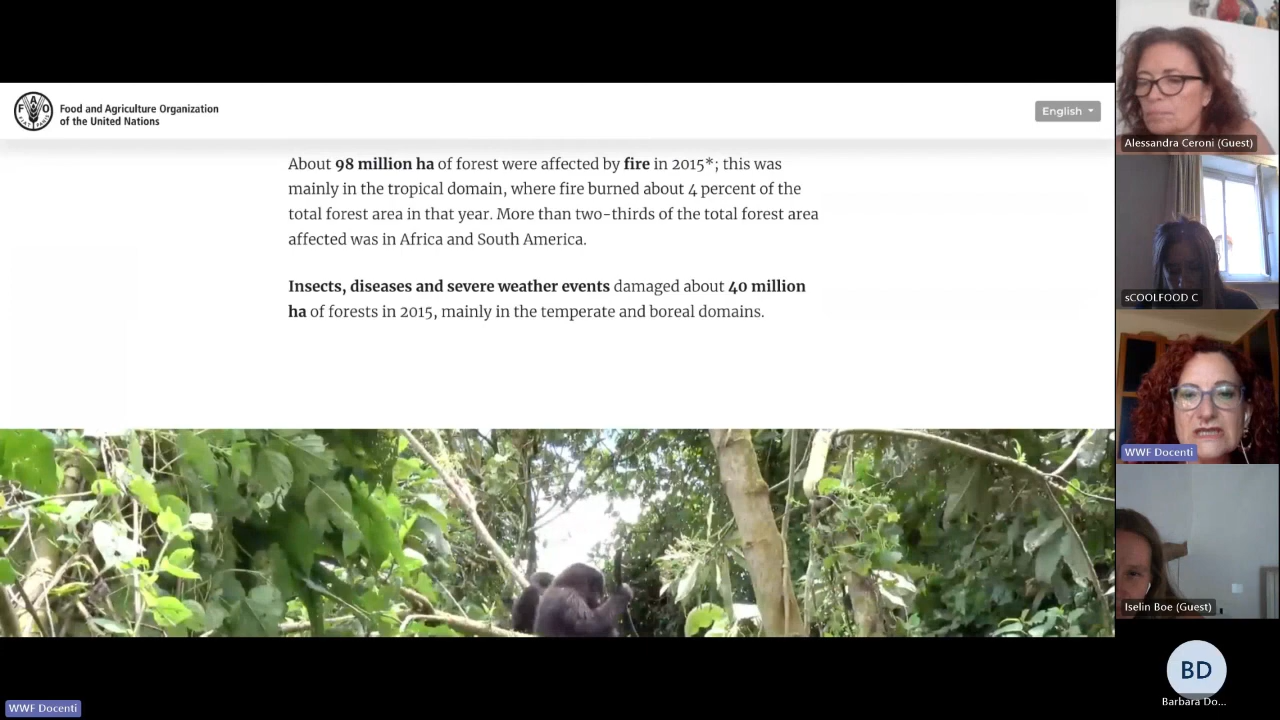 FAO
FIAT PANIS
Food and Agriculture Organization
of the United Nations
English
About 98 million ha of forest were affected by fire in 2015*; this was
mainly in the tropical domain, where fire burned about 4 percent of the
total forest area in that year. More than two-thirds of the total forest area
affected was in Africa and South America.
Insects, diseases and severe weather events damaged about 40 million
ha of forests in 2015, mainly in the temperate and boreal domains.
Alessandra Ceroni (Guest)
sCOOLFOOD C
WWF Docenti
Iselin Boe (Guest)
BD
Barbara Do...
WWF Docenti